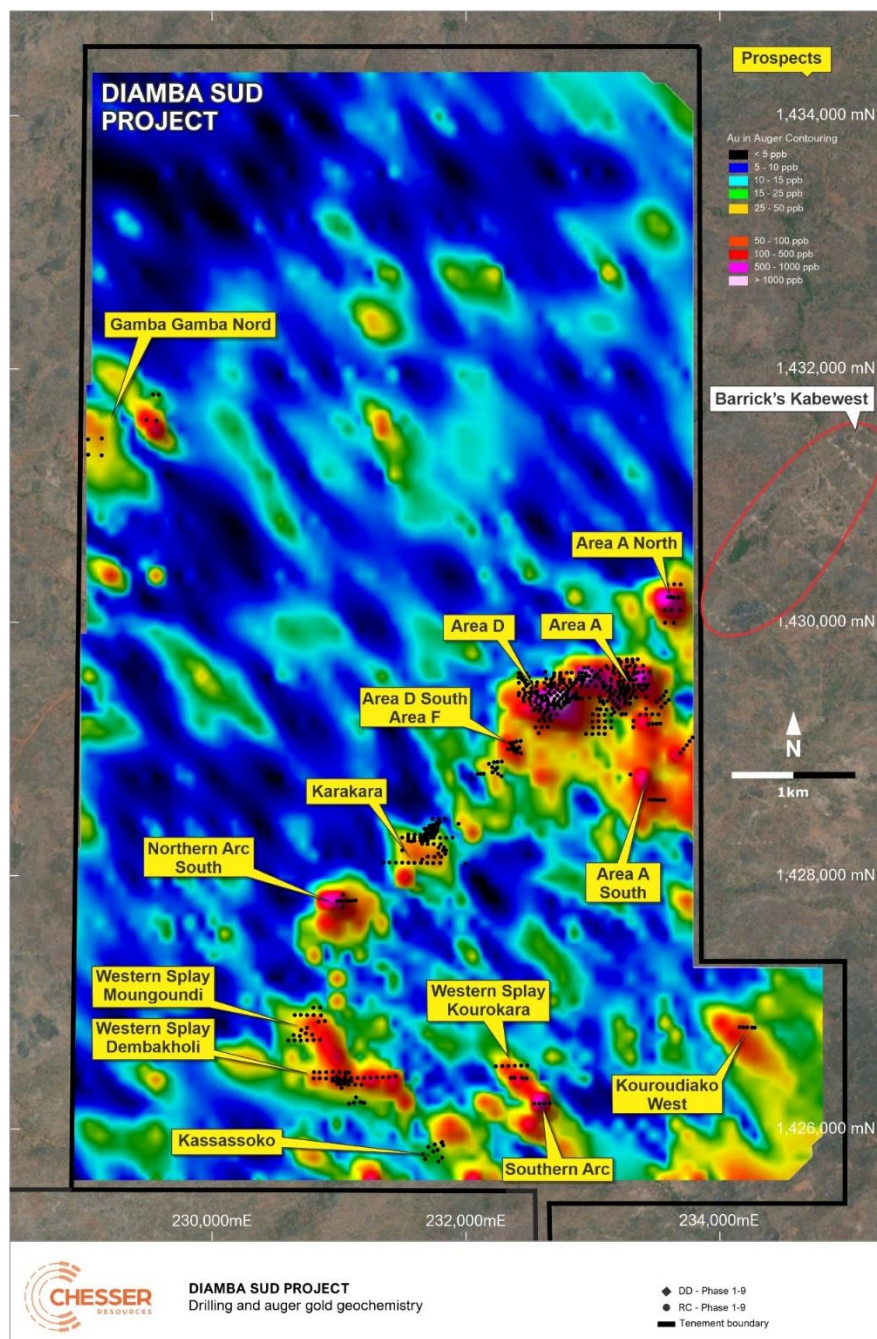 DIAMBA SUD
PROJECT
Prospects
1,434,000 mN
Au in Auger Contouring
< 5 ppb
5 - 10 ppb
10 - 15 ppb
15 - 25 ppb
25 - 50 ppb
50 - 100 ppb
100 - 500 ppb
500 - 1000 ppb
> 1000 ppb
Gamba Gamba Nord
1,432,000 mN
Barrick's Kabewest
Area A North
1,430,000 mN
Area D
Area A
Area D South
Area F
N
1km
Karakara
Northern Arc
South
Area A
South
1,428,000 mN
Western Splay
Moungoundi
Western Splay
Kourokara
Western Splay
Dembakholi
Kouroudiako
West
Kassassoko
Southern Arc
1,426,000 mN
230,000mE
232,000mE
234,000mE
CHESSER
RESOURCES
DIAMBA SUD PROJECT
Drilling and auger gold geochemistry
DD - Phase 1-9
RC - Phase 1-9
Tenement boundary